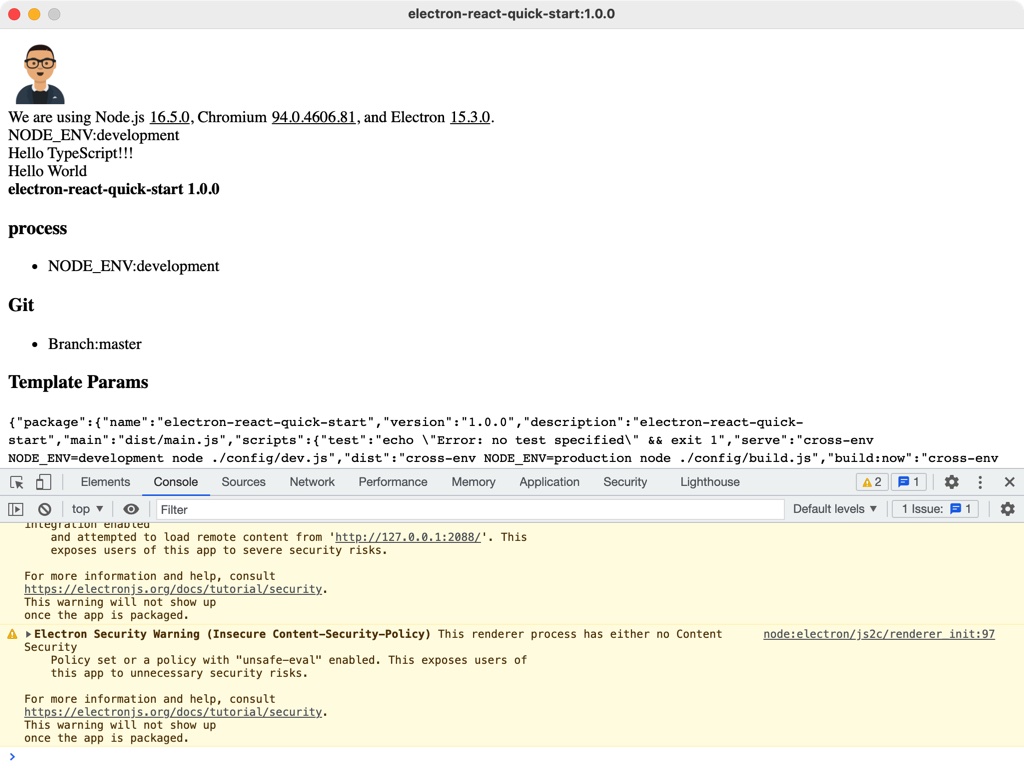 electron-react-quick-start:1.0.0
We are using Node.js 16.5.0, Chromium 94.0.4606.81, and Electron 15.3.0.
NODE_ENV:development
Hello TypeScript!!!
Hello World
electron-react-quick-start 1.0.0
process
• NODE_ENV:development
Git
• Branch:master
Template Params
{"package":{"name":"electron-react-quick-start","version":"1.0.0","description":"electron-react-quick-
start","main":"dist/main.js","scripts":{"test":"echo \"Error: no test specified\" && exit 1","serve":"cross-env
NODE_ENV=development node ./config/dev.js","dist":"cross-env NODE_ENV=production node ./config/build.js","build:now":"cross-env
Elements Console Sources Network Performance Memory Application Security Lighthouse 2 1
top ▼ Filter Default levels ▼ 1 Issue: 1
integration enabled
and attempted to load remote content from 'http://127.0.0.1:2088/'. This
exposes users of this app to severe security risks.
For more information and help, consult
https://electronjs.org/docs/tutorial/security.
This warning will not show up
once the app is packaged.
Electron Security Warning (Insecure Content-Security-Policy) This renderer process has either no Content node:electron/js2c/renderer_init:97
Security
Policy set or a policy with "unsafe-eval" enabled. This exposes users of
this app to unnecessary security risks.
For more information and help, consult
https://electronjs.org/docs/tutorial/security.
This warning will not show up
once the app is packaged.